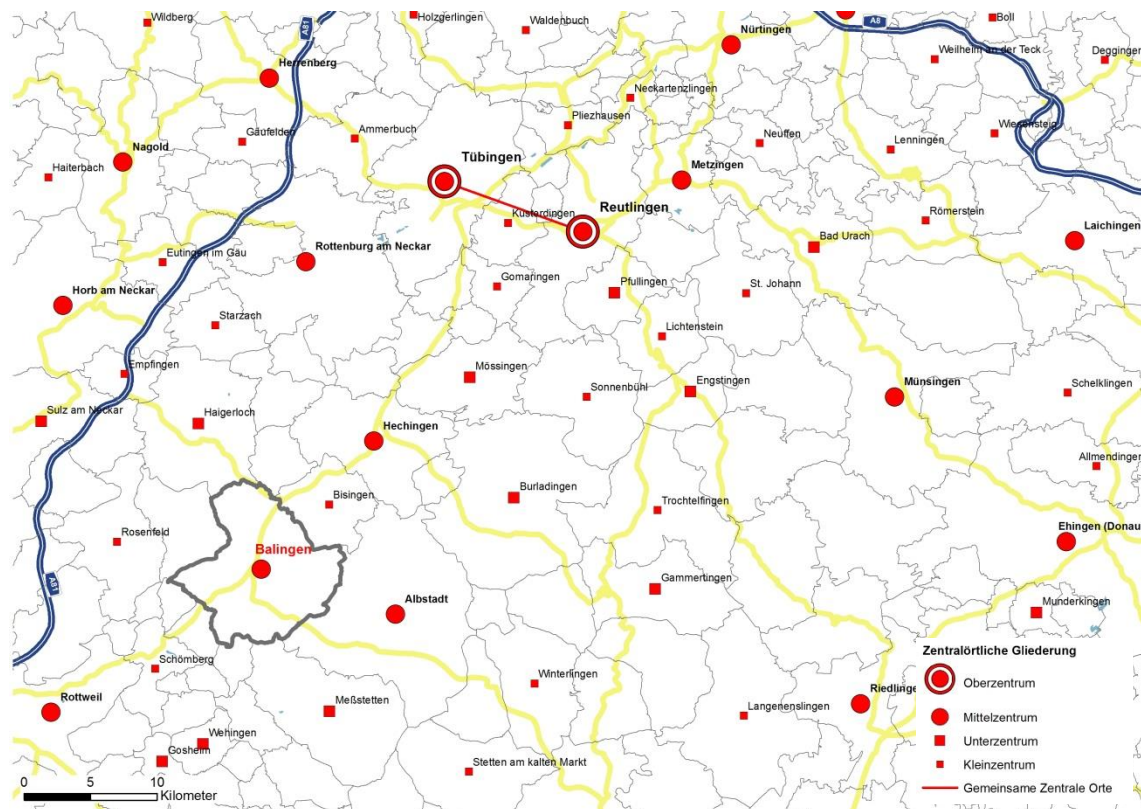 Wildberg
A81
Holzgerlingen
Waldenbuch
A8
Boll
Nürtingen
Weilheim an der Teck
Deggingen
Herrenberg
Neckartenzlingen
Pliezhausen
Wiesensteig
Gäufelden
Ammerbuch
Neuffen
Lenningen
Nagold
Haiterbach
Tübingen
Metzingen
Reutlingen
Kusterdingen
Römerstein
Laichingen
Eutingen im Gäu
Rottenburg am Neckar
Bad Urach
Gomaringen
Pfullingen
St. Johann
Horb am Neckar
Starzach
Lichtenstein
Empfingen
Mössingen
Sonnenbühl
Engstingen
Münsingen
Schelklingen
Sulz am Neckar
Haigerloch
Hechingen
Allmendingen
Bisingen
Burladingen
Trochtelfingen
Rosenfeld
Ehingen (Donau
Balingen
A81
Gammertingen
Albstadt
Munderkingen
Schömberg
Winterlingen
Rottweil
Meßstetten
Langenenslingen
Riedlinge
Wehingen
Gosheim
Stetten am kalten Markt
Zentralörtliche Gliederung
Oberzentrum
Mittelzentrum
Unterzentrum
Kleinzentrum
Gemeinsame Zentrale Orte
0 5 10
Kilometer